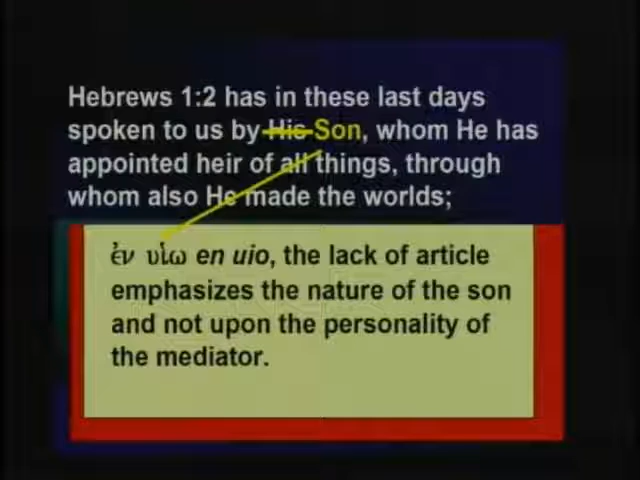 Hebrews 1:2 has in these last days
spoken to us by His Son, whom He has
appointed heir of all things, through
whom also He made the worlds;
ἐν υἱω en uio, the lack of article
emphasizes the nature of the son
and not upon the personality of
the mediator.